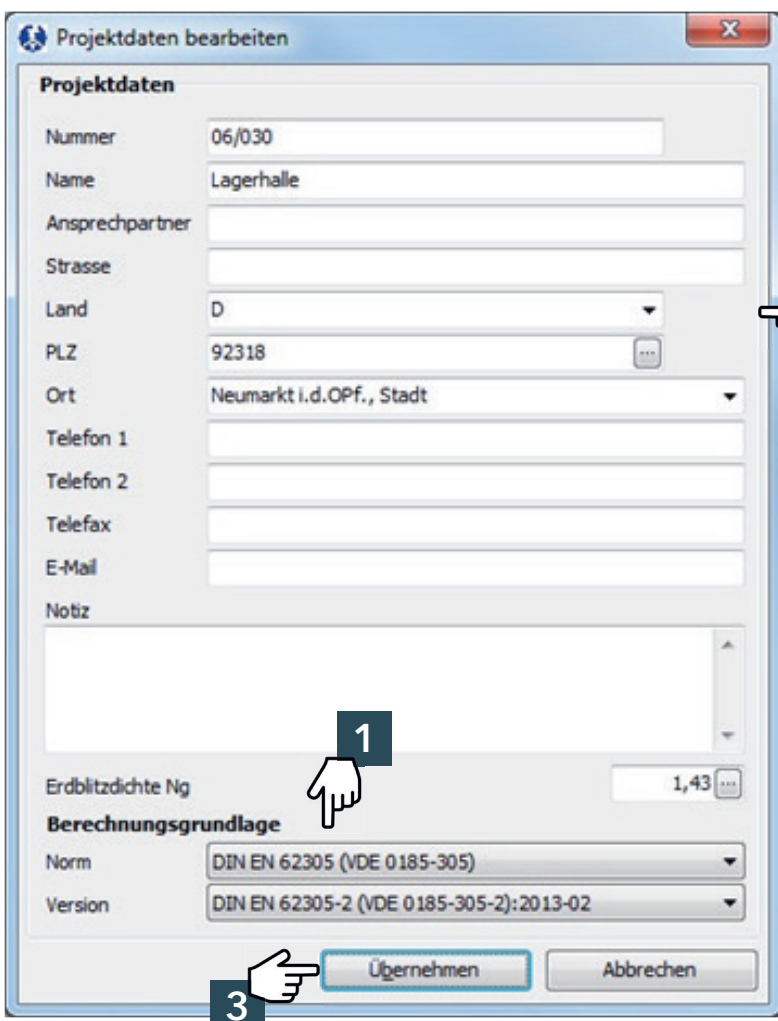 Projektdaten bearbeiten
Projektdaten
Nummer 06/030
Name Lagerhalle
Ansprechpartner
Strasse
Land D
PLZ 92318 ...
Ort Neumarkt i.d.OPf., Stadt
Telefon 1
Telefon 2
Telefax
E-Mail
Notiz
1
Erdblitzdichte Ng 1,43 ...
Berechnungsgrundlage
Norm DIN EN 62305 (VDE 0185-305)
Version DIN EN 62305-2 (VDE 0185-305-2):2013-02
Übernehmen Abbrechen
3